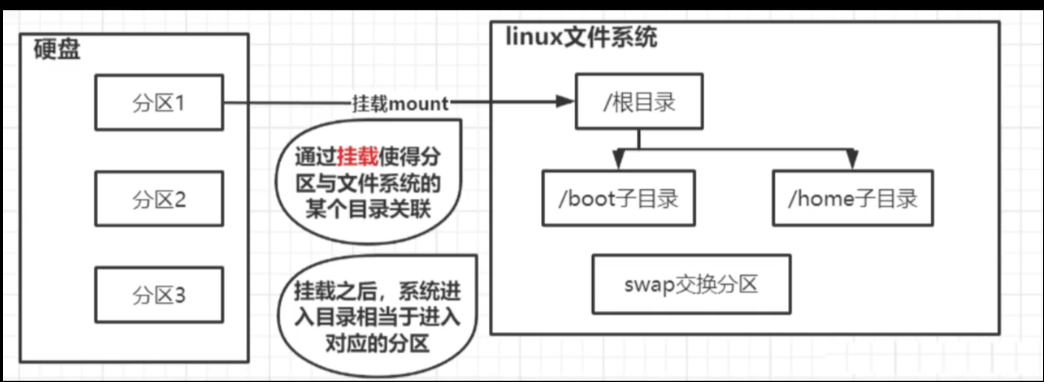 硬盘
分区1
分区2
分区3
挂载mount
通过挂载使得分
区与文件系统的
某个目录关联
挂载之后，系统进
入目录相当于进入
对应的分区
linux文件系统
/根目录
/boot子目录
/home子目录
swap交换分区